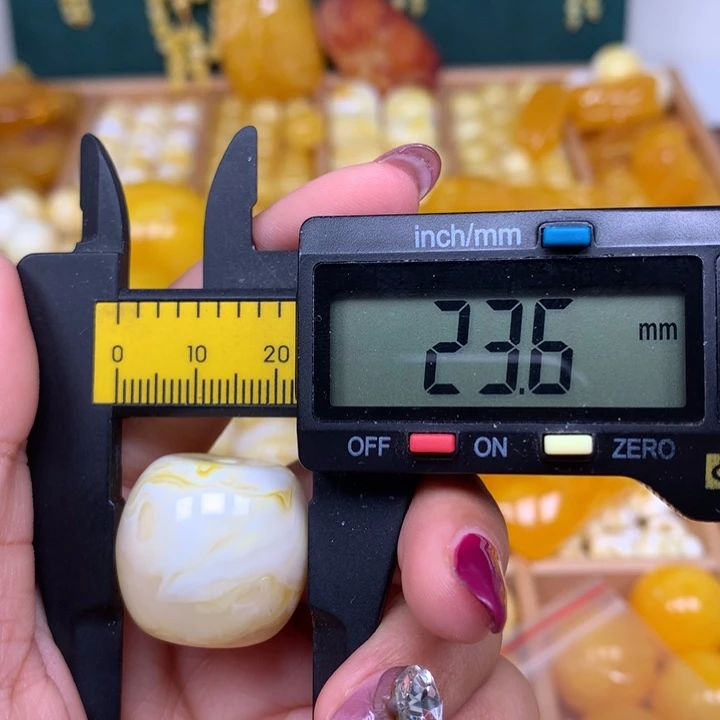 inch/mm
23.6 mm
0 10 20
OFF ON ZERO